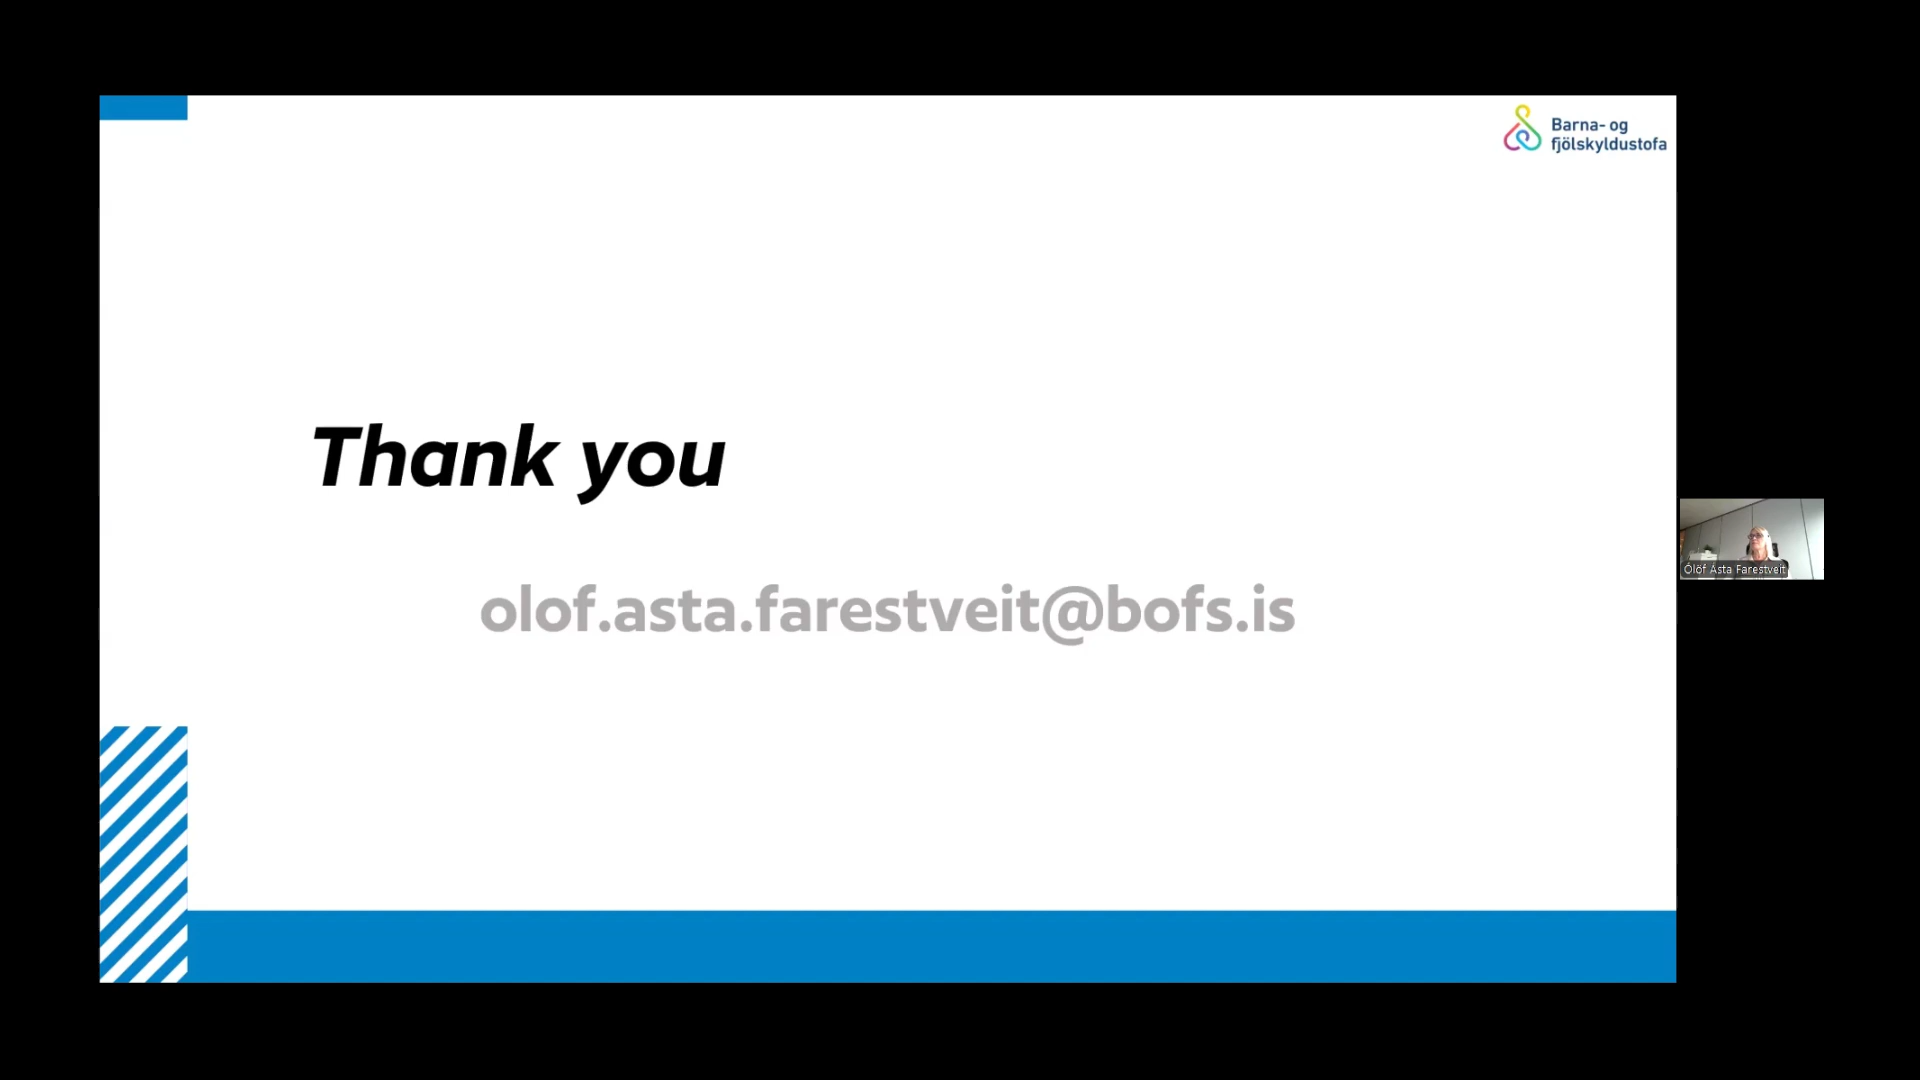 Barna- og
fjölskyldustofa
Thank you
olof.asta.farestveit@bofs.is
Ólöf Ásta Farestveit